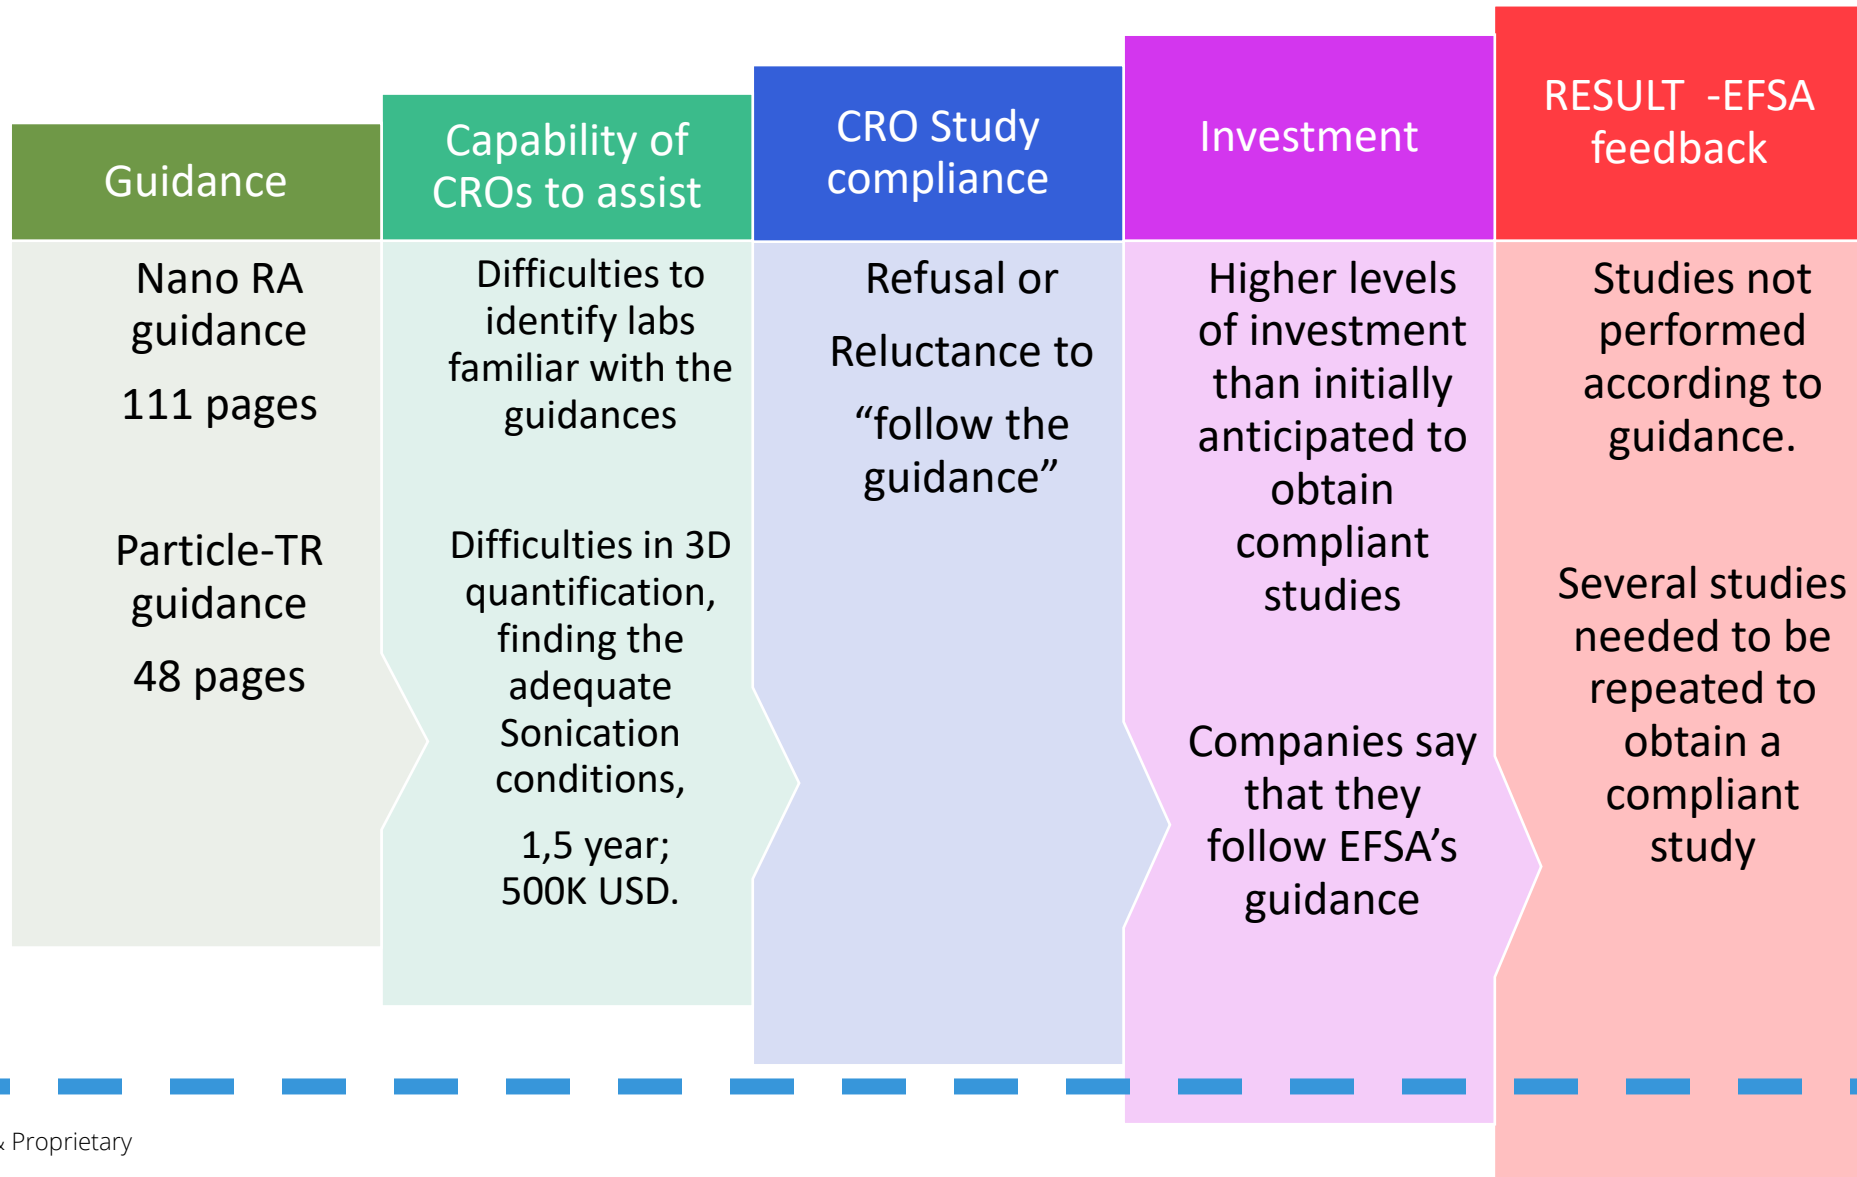 Guidance
Nano RA
guidance
111 pages
Particle-TR
guidance
48 pages
Capability of
CROs to assist
Difficulties to
identify labs
familiar with the
guidances
Difficulties in 3D
quantification,
finding the
adequate
Sonication
conditions,
1,5 year;
500K USD.
CRO Study
compliance
Refusal or
Reluctance to
“follow the
guidance”
Investment
Higher levels
of investment
than initially
anticipated to
obtain
compliant
studies
Companies say
that they
follow EFSA’s
guidance
RESULT -EFSA
feedback
Studies not
performed
according to
guidance.
Several studies
needed to be
repeated to
obtain a
compliant
study
& Proprietary